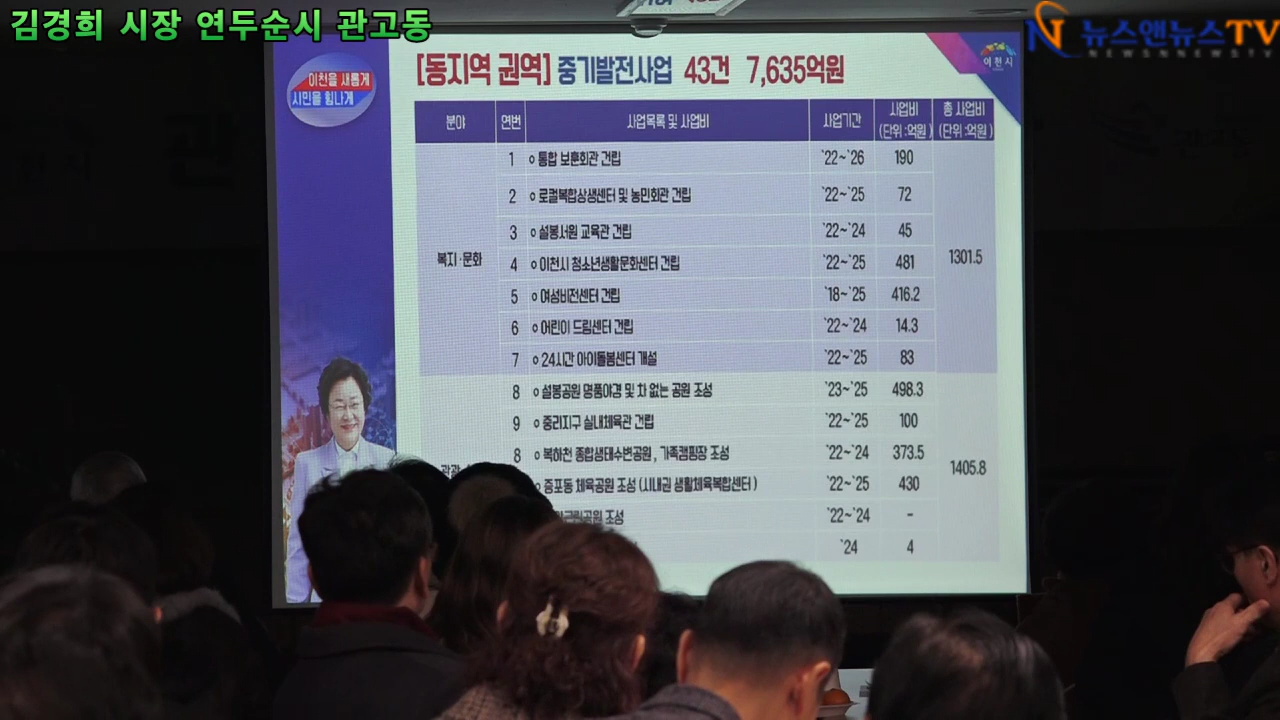 김경희 시장 연두순시 관고동
뉴스앤뉴스TV
NEWSNNEWSTV
이천을 새롭게
시민을 힘나게
이천시
[동지역 권역] 중기발전사업 43건 7,635억원
분야 연번 사업목록 및 사업비 사업기간 사업비 (단위:억원) 총 사업비 (단위:억원)
복지·문화 1301.5
1 ㅇ통합 보훈회관 건립 '22~'26 190
2 ㅇ로컬복합상생센터 및 농민회관 건립 '22~'25 72
3 ㅇ설봉서원 교육관 건립 '22~'24 45
4 ㅇ이천시 청소년생활문화센터 건립 '22~'25 481
5 ㅇ여성비전센터 건립 '18~'25 416.2
6 ㅇ어린이 드림센터 건립 '22~'24 14.3
7 ㅇ24시간 아이돌봄센터 개설 '22~'25 83
8 ㅇ설봉공원 명품야경 및 차 없는 공원 조성 '23~'25 498.3
9 ㅇ중리지구 실내체육관 건립 '22~'25 100
8 ㅇ복하천 종합생태수변공원, 가족캠핑장 조성 '22~'24 373.5
1405.8
ㅇ증포동 체육공원 조성 (시내권 생활체육복합센터) '22~'25 430
조성 '22~'24 -
'24 4